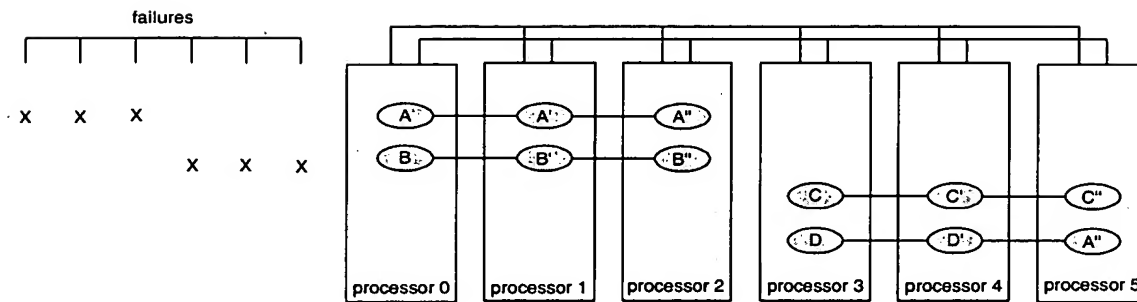 failures
X X X
X X X
A' A' A"
B B' B"
C C' C"
D D' A"
processor 0 processor 1 processor 2 processor 3 processor 4 processor 5